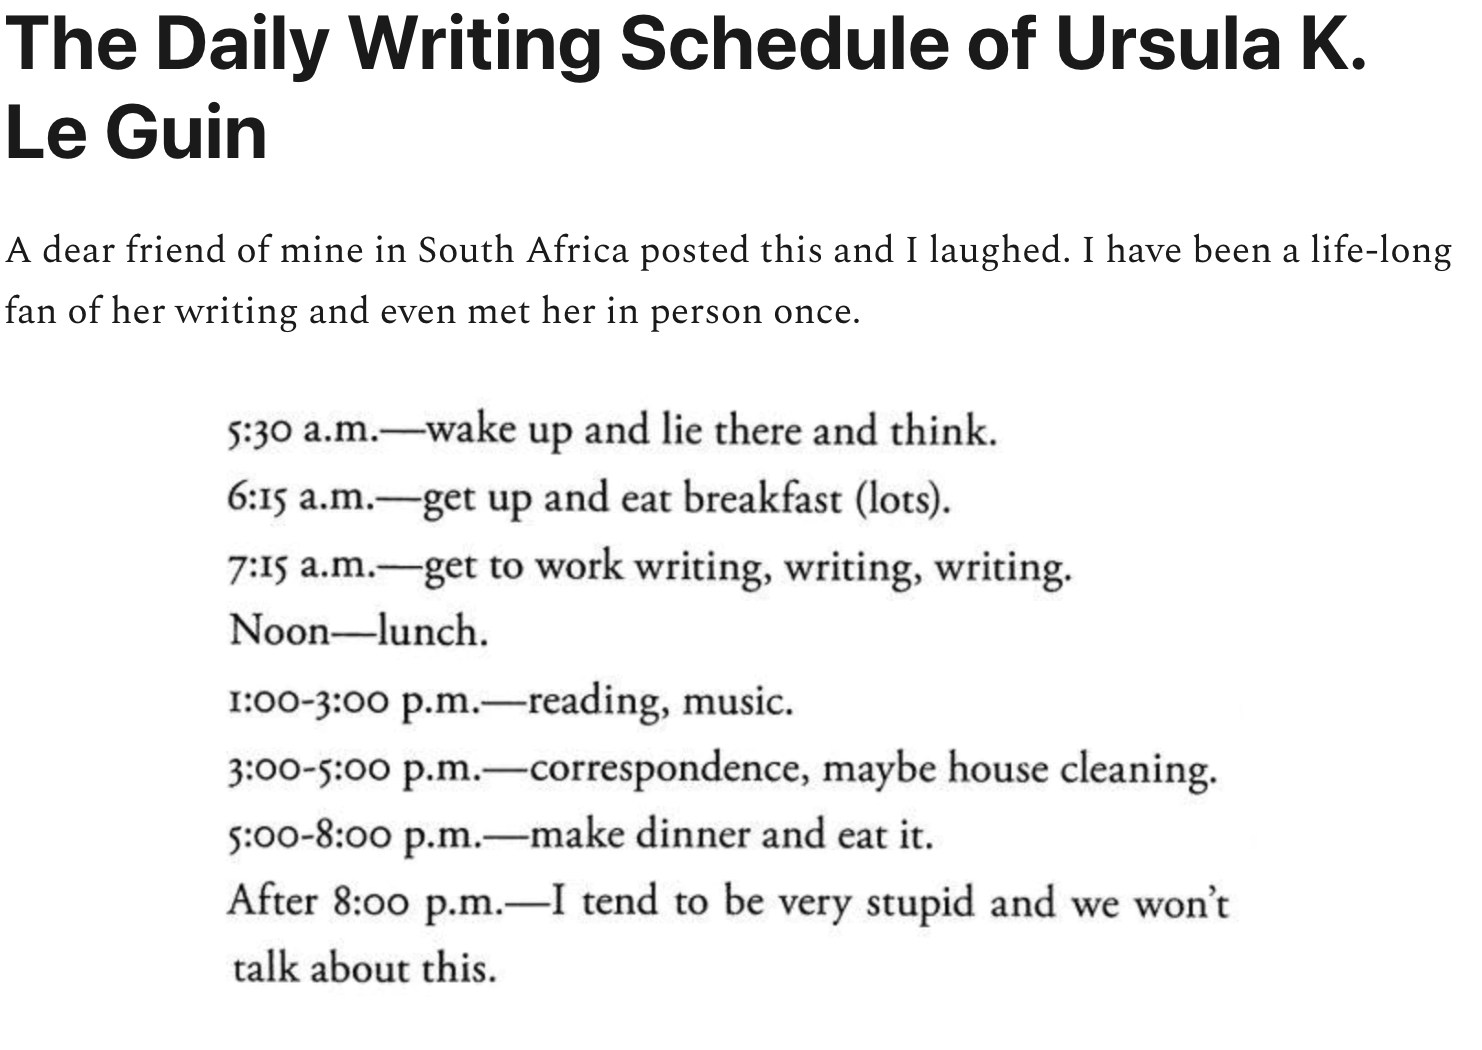 The Daily Writing Schedule of Ursula K.
Le Guin
A dear friend of mine in South Africa posted this and I laughed. I have been a life-long
fan of her writing and even met her in person once.
5:30 a.m.—wake up and lie there and think.
6:15 a.m.—get up and eat breakfast (lots).
7:15 a.m.—get to work writing, writing, writing.
Noon—lunch.
1:00-3:00 p.m.—reading, music.
3:00-5:00 p.m.—correspondence, maybe house cleaning.
5:00-8:00 p.m.—make dinner and eat it.
After 8:00 p.m.—I tend to be very stupid and we won’t
talk about this.